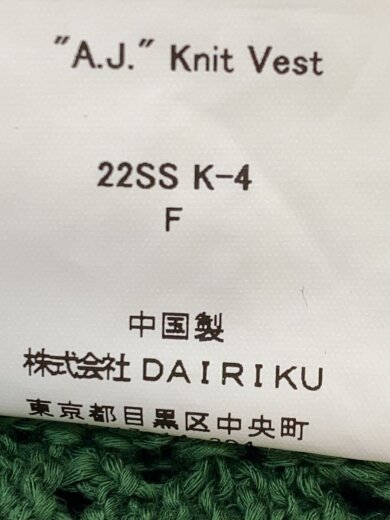 "A.J." Knit Vest
22SS K-4
F
中国製
株式会社 DAIRIKU
東京都目黒区中央町